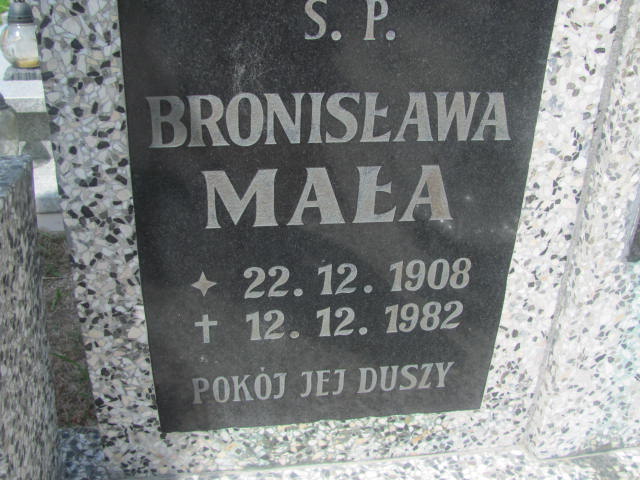 Ś. P.
BRONISŁAWA
MAŁA
22. 12. 1908
12. 12. 1982
POKÓJ JEJ DUSZY